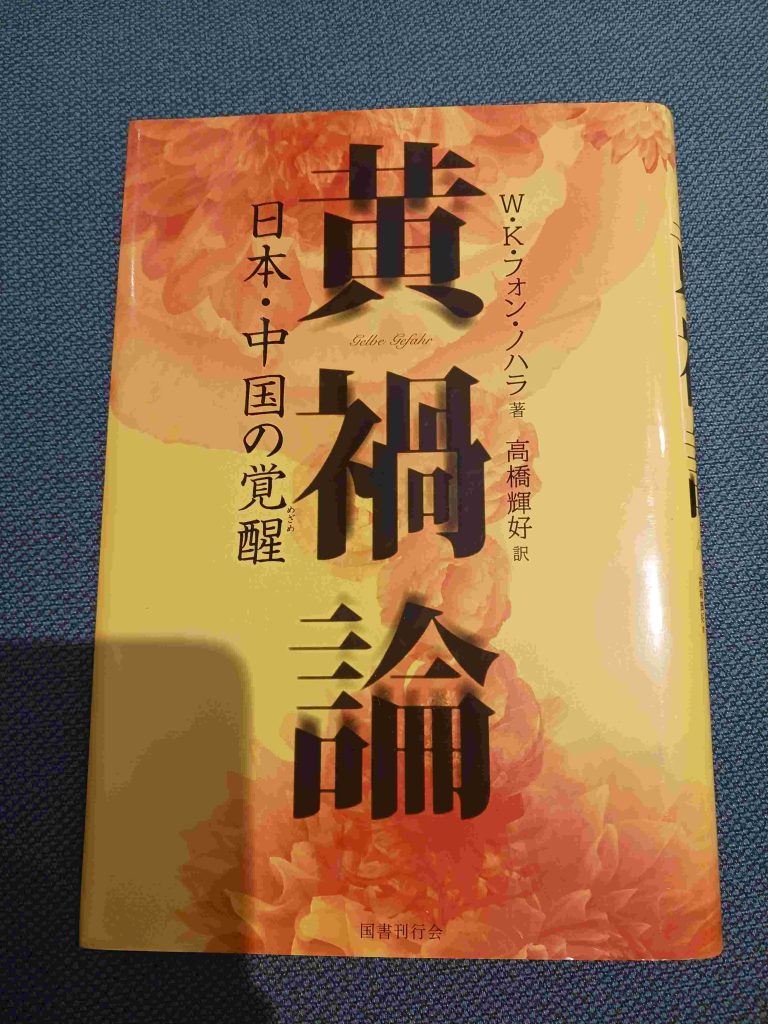 W・K・フォン・ノハラ 著
高橋輝好 訳
黄禍論
Gelbe Gefahr
日本・中国の覚醒
めざめ
国書刊行会